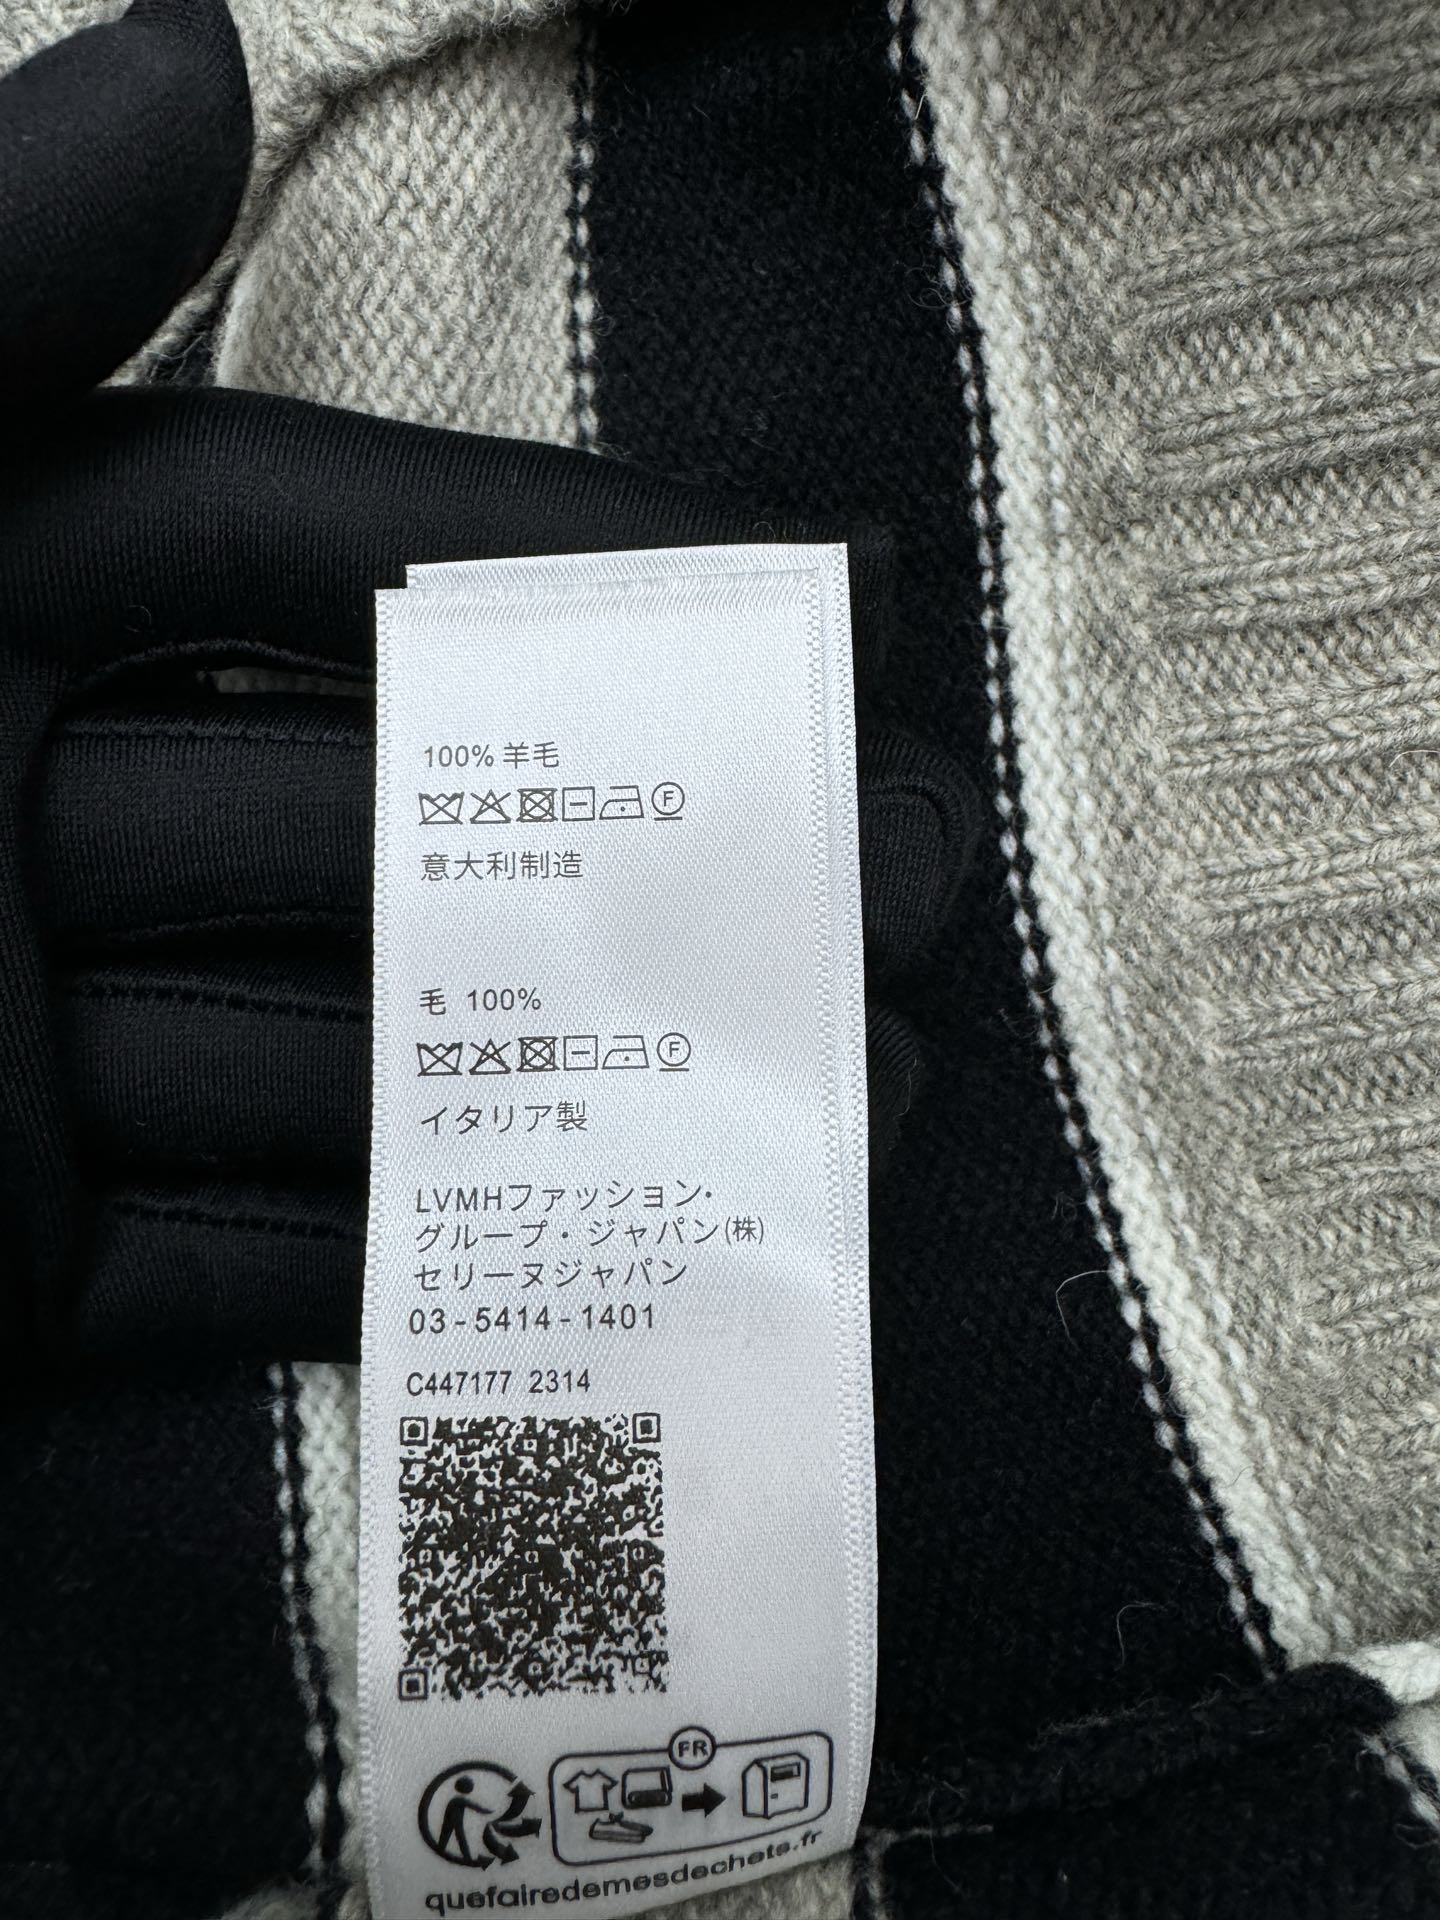 100% 羊毛
F
意大利制造
毛 100%
F
イタリア製
LVMHファッション・
グループ・ジャパン(株)
セリーヌジャパン
03-5414-1401
C447177 2314
FR
quefairedemesdechets.fr